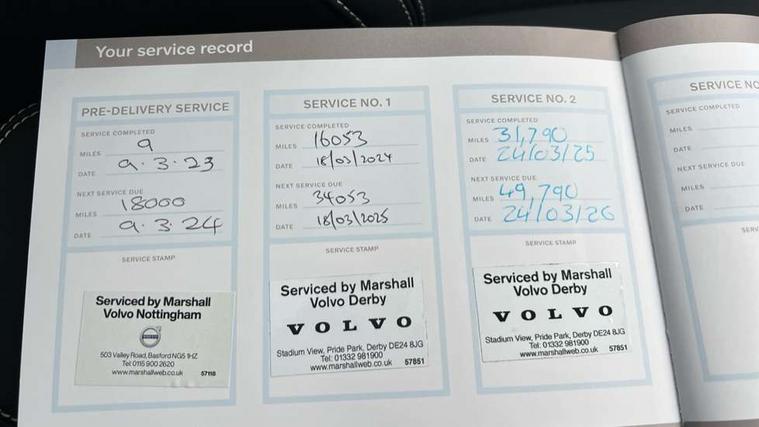 Your service record
PRE-DELIVERY SERVICE
SERVICE COMPLETED
MILES 9
DATE 9.3.23
NEXT SERVICE DUE
MILES 18000
DATE 9.3.24
SERVICE STAMP
Serviced by Marshall
Volvo Nottingham
503 Valley Road, Basford NG5 1HZ
Tel: 0115 900 2620
www.marshallweb.co.uk 57118
SERVICE NO. 1
SERVICE COMPLETED
MILES 16053
DATE 18/03/2024
NEXT SERVICE DUE
MILES 34053
DATE 18/03/2025
SERVICE STAMP
Serviced by Marshall
Volvo Derby
VOLVO
Stadium View, Pride Park, Derby DE24 8JG
Tel: 01332 981900
www.marshallweb.co.uk 57851
SERVICE NO. 2
SERVICE COMPLETED
MILES 31,790
DATE 24/03/25
NEXT SERVICE DUE
MILES 49,790
DATE 24/03/26
SERVICE STAMP
Serviced by Marshall
Volvo Derby
VOLVO
Stadium View, Pride Park, Derby DE24 8JG
Tel: 01332 981900
www.marshallweb.co.uk 57851
SERVICE NO
SERVICE COMPLETED
MILES
DATE
NEXT SERVICE DUE
MILES
DATE